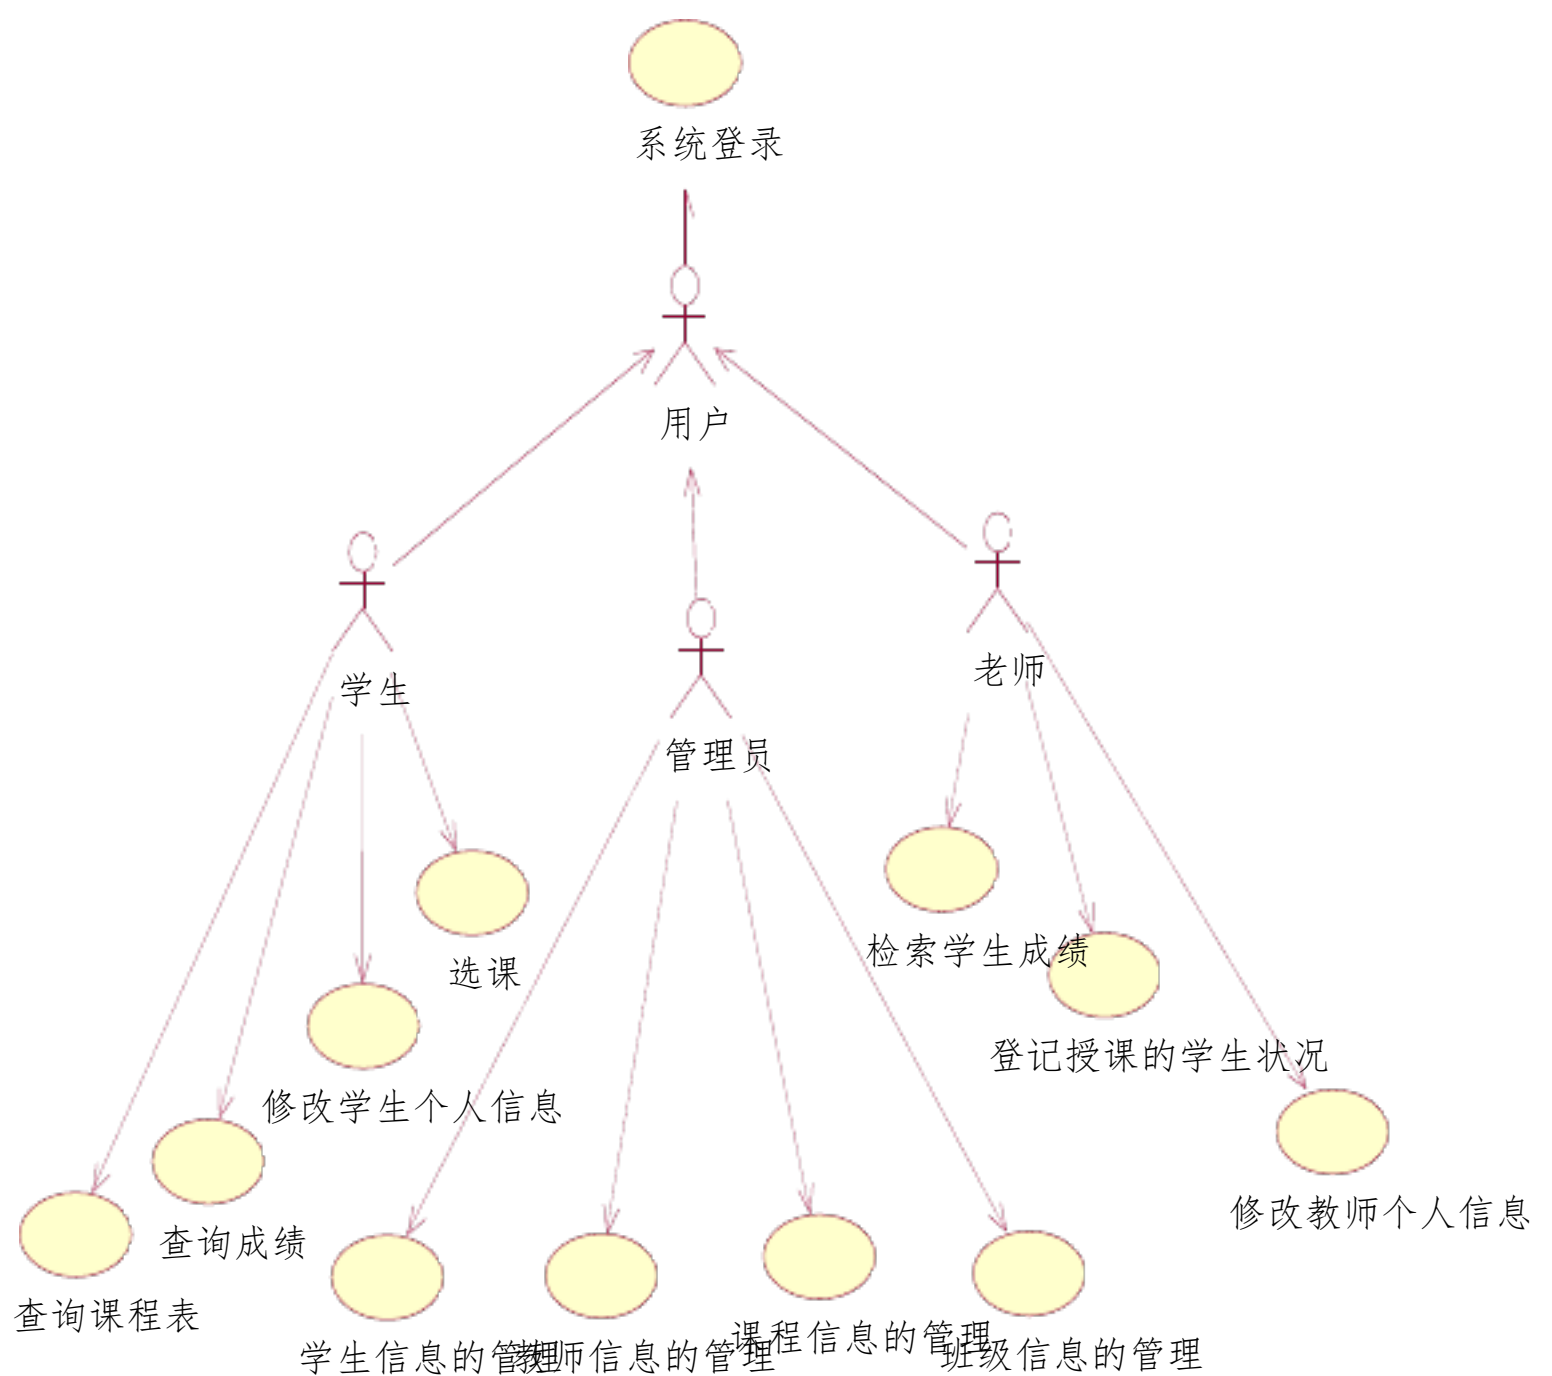 系统登录
用户
学生
老师
管理员
检索学生成绩
选课
登记授课的学生状况
修改学生个人信息
修改教师个人信息
查询成绩
查询课程表
学生信息的管理
教师信息的管理
课程信息的管理
班级信息的管理